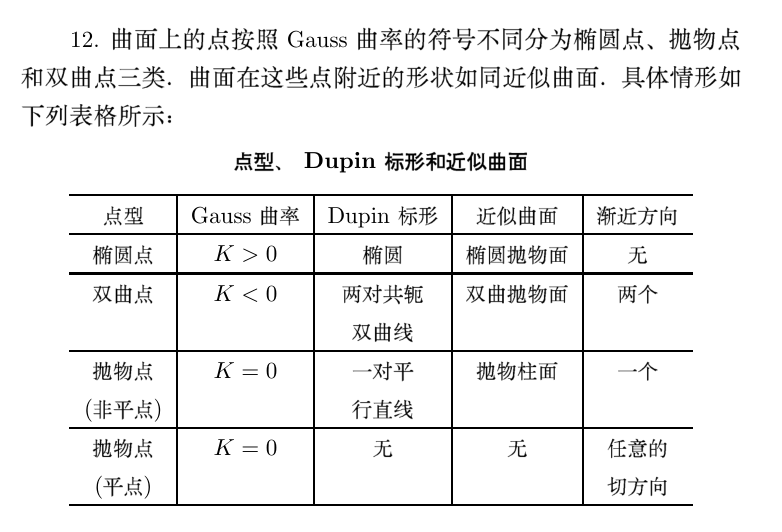 12. 曲面上的点按照 Gauss 曲率的符号不同分为椭圆点、抛物点
和双曲点三类. 曲面在这些点附近的形状如同近似曲面. 具体情形如
下列表格所示:
点型、 Dupin 标形和近似曲面
点型 Gauss 曲率 Dupin 标形 近似曲面 渐近方向
椭圆点 K > 0 椭圆 椭圆抛物面 无
双曲点 K < 0 两对共轭 双曲抛物面 两个
双曲线
抛物点 K = 0 一对平 抛物柱面 一个
(非平点) 行直线
抛物点 K = 0 无 无 任意的
(平点) 切方向